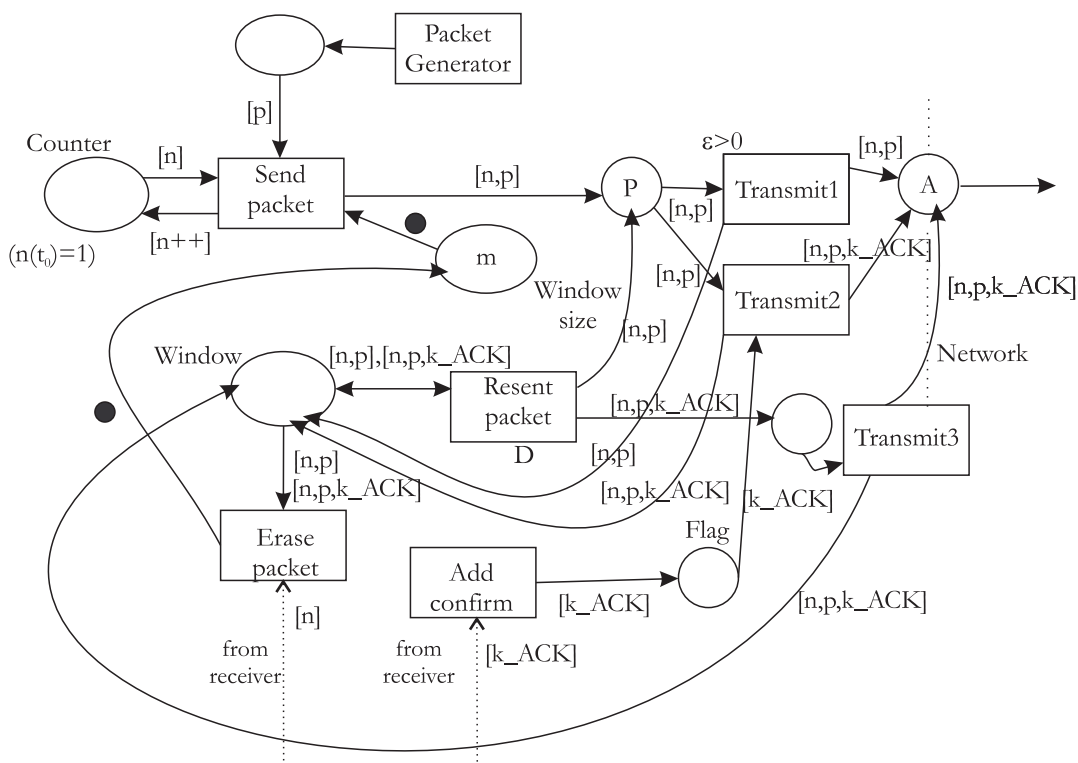 Packet
Generator
[p]
Counter
[n]
Send
packet
[n++]
(n(t₀)=1)
[n,p]
P
ε>0
Transmit1
[n,p]
A
[n,p]
m
Window
size
[n,p]
Transmit2
[n,p,k_ACK]
[n,p,k_ACK]
[n,p]
Network
Window
[n,p],[n,p,k_ACK]
Resent
packet
D
[n,p,k_ACK]
Transmit3
[n,p]
[n,p,k_ACK]
[n,p]
[n,p,k_ACK]
[k_ACK]
Erase
packet
Add
confirm
Flag
[k_ACK]
[n,p,k_ACK]
[n]
from
receiver
from
receiver
[k_ACK]